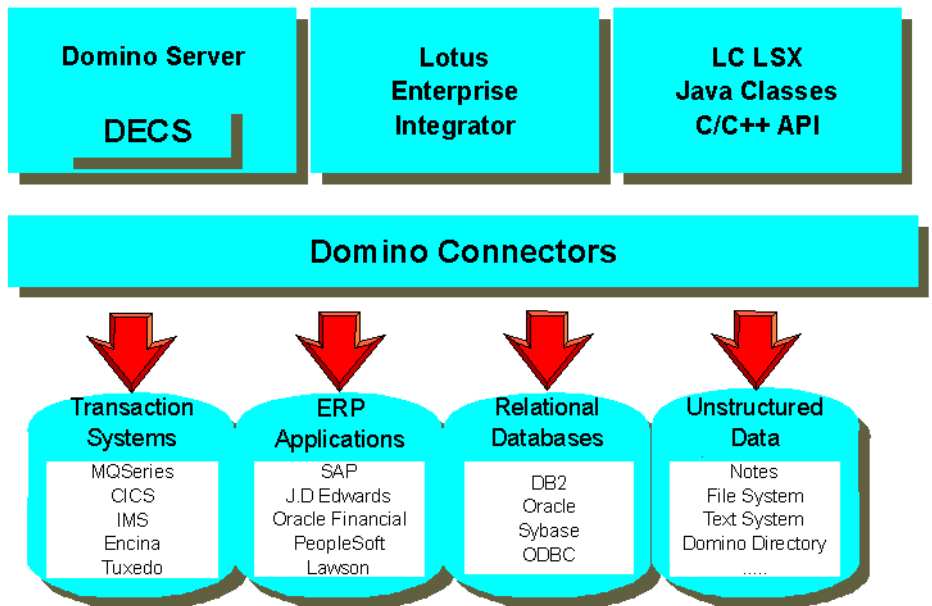 Domino Server
DECS
Lotus
Enterprise
Integrator
LC LSX
Java Classes
C/C++ API
Domino Connectors
Transaction
Systems
MQSeries
CICS
IMS
Encina
Tuxedo
ERP
Applications
SAP
J.D Edwards
Oracle Financial
PeopleSoft
Lawson
Relational
Databases
DB2
Oracle
Sybase
ODBC
Unstructured
Data
Notes
File System
Text System
Domino Directory
.....